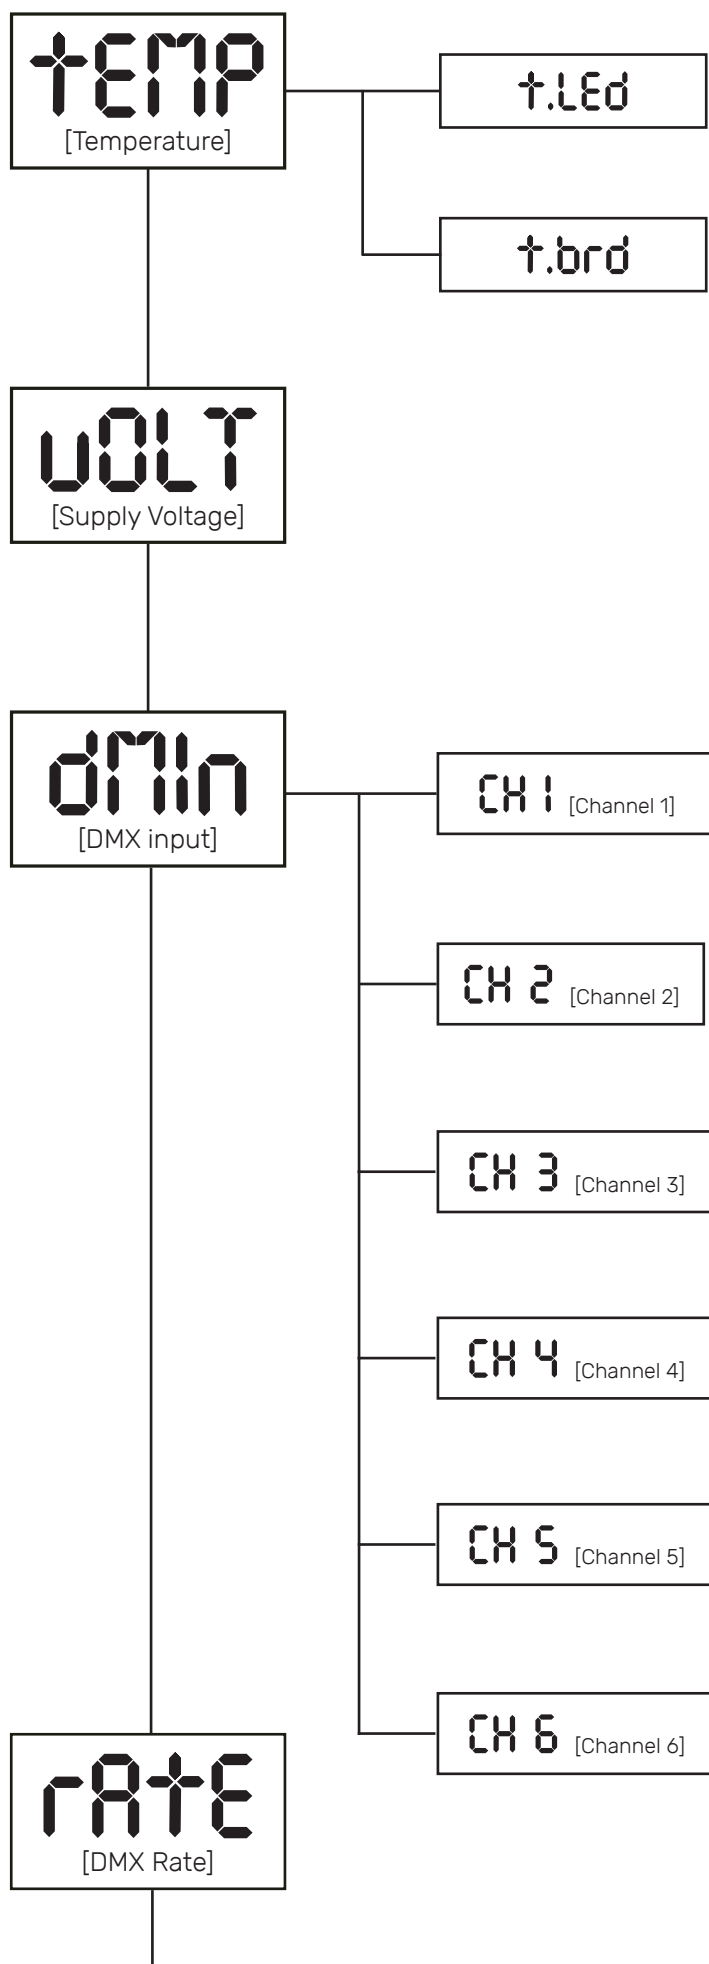 tEMP
[Temperature]
t.LEd
t.brd
uOLT
[Supply Voltage]
dMIn
[DMX input]
CH 1 [Channel 1]
CH 2 [Channel 2]
CH 3 [Channel 3]
CH 4 [Channel 4]
CH 5 [Channel 5]
CH 6 [Channel 6]
rAtE
[DMX Rate]